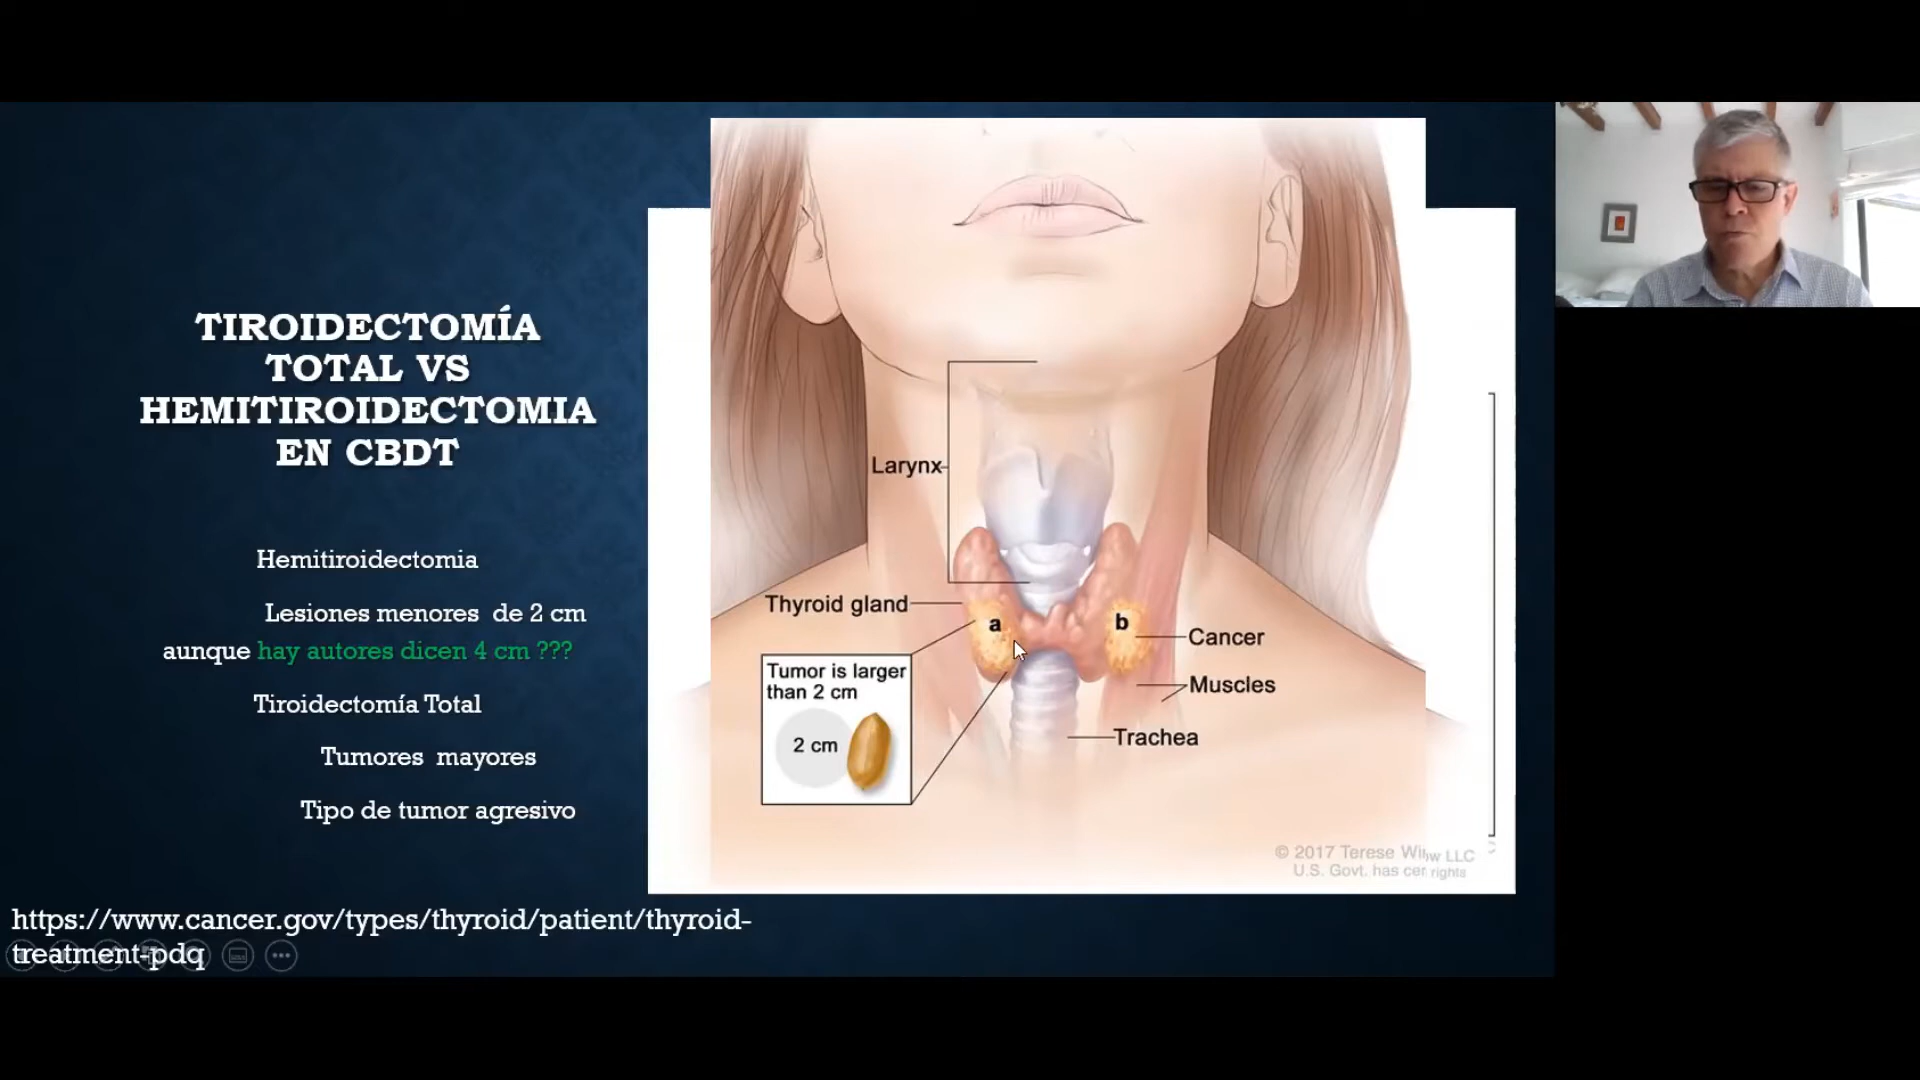 TIROIDECTOMÍA
TOTAL VS
HEMITIROIDECTOMIA
EN CBDT
Hemitiroidectomia
Lesiones menores de 2 cm
aunque hay autores dicen 4 cm ???
Tiroidectomía Total
Tumores mayores
Tipo de tumor agresivo
https://www.cancer.gov/types/thyroid/patient/thyroid-
treatment-pdq
Larynx
Thyroid gland
a
b
Cancer
Tumor is larger
than 2 cm
2 cm
Muscles
Trachea
© 2017 Terese LLC
U.S. Govt. has rights